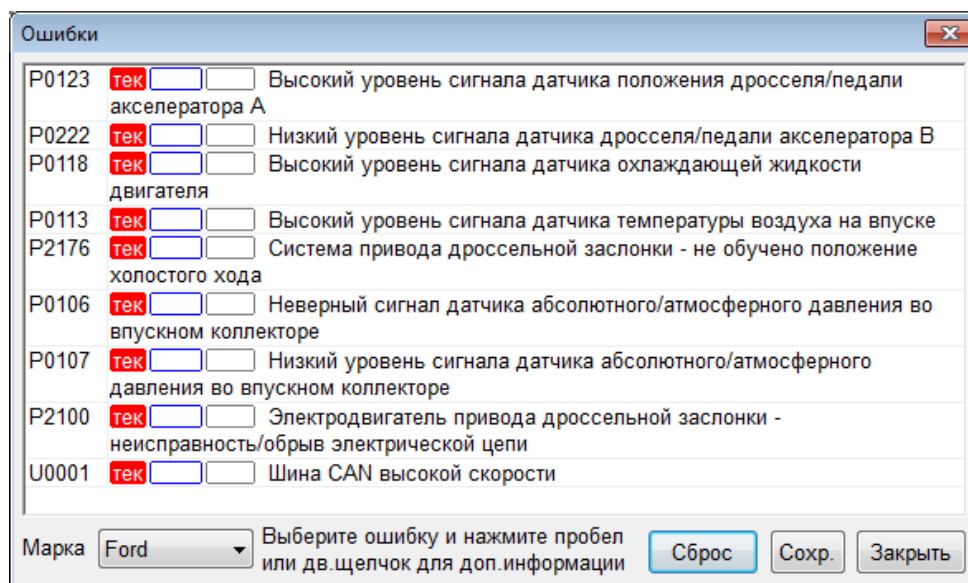 Ошибки
P0123 тек Высокий уровень сигнала датчика положения дросселя/педали
акселератора А
P0222 тек Низкий уровень сигнала датчика дросселя/педали акселератора В
P0118 тек Высокий уровень сигнала датчика охлаждающей жидкости
двигателя
P0113 тек Высокий уровень сигнала датчика температуры воздуха на впуске
P2176 тек Система привода дроссельной заслонки - не обучено положение
холостого хода
P0106 тек Неверный сигнал датчика абсолютного/атмосферного давления во
впускном коллекторе
P0107 тек Низкий уровень сигнала датчика абсолютного/атмосферного
давления во впускном коллекторе
P2100 тек Электродвигатель привода дроссельной заслонки -
неисправность/обрыв электрической цепи
U0001 тек Шина CAN высокой скорости
Марка Ford Выберите ошибку и нажмите пробел
или дв.щелчок для доп.информации
Сброс Сохр. Закрыть